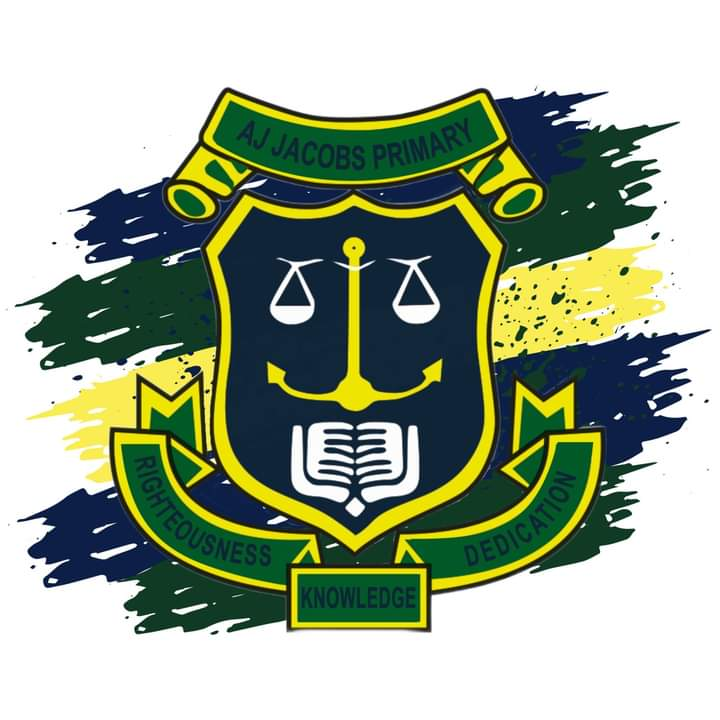 AJ JACOBS PRIMARY
RIGHTEOUSNESS
KNOWLEDGE
DEDICATION